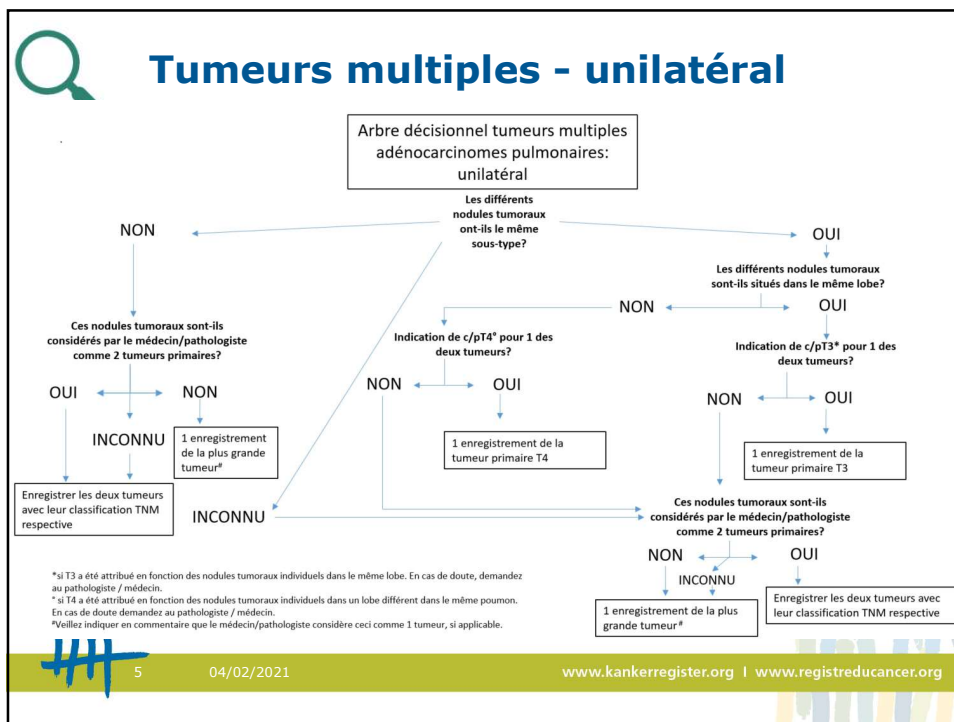 Tumeurs multiples - unilatéral
Arbre décisionnel tumeurs multiples
adénocarcinomes pulmonaires:
unilatéral
Les différents
nodules tumoraux
ont-ils le même
sous-type?
NON
OUI
Les différents nodules tumoraux
sont-ils situés dans le même lobe?
NON
OUI
Ces nodules tumoraux sont-ils
considérés par le médecin/pathologiste
comme 2 tumeurs primaires?
Indication de c/pT4° pour 1 des
deux tumeurs?
Indication de c/pT3* pour 1 des
deux tumeurs?
OUI
NON
INCONNU
NON
OUI
NON
OUI
1 enregistrement
de la plus grande
tumeur#
1 enregistrement de la
tumeur primaire T4
1 enregistrement de la
tumeur primaire T3
Enregistrer les deux tumeurs
avec leur classification TNM
respective
INCONNU
Ces nodules tumoraux sont-ils
considérés par le médecin/pathologiste
comme 2 tumeurs primaires?
NON
OUI
INCONNU
1 enregistrement de la plus
grande tumeur #
Enregistrer les deux tumeurs avec
leur classification TNM respective
*si T3 a été attribué en fonction des nodules tumoraux individuels dans le même lobe. En cas de doute, demandez
au pathologiste / médecin.
° si T4 a été attribué en fonction des nodules tumoraux individuels dans un lobe différent dans le même poumon.
En cas de doute demandez au pathologiste / médecin.
#Veillez indiquer en commentaire que le médecin/pathologiste considère ceci comme 1 tumeur, si applicable.
5
04/02/2021
www.kankerregister.org I www.registreducancer.org